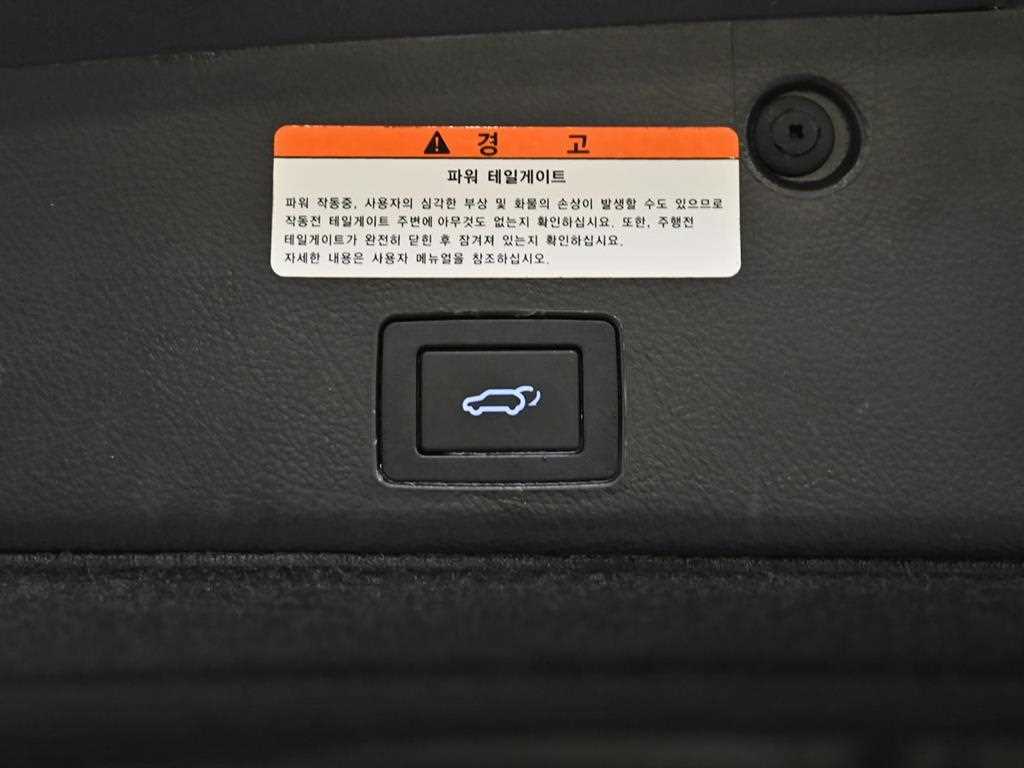 경 고
파워 테일게이트
파워 작동중, 사용자의 심각한 부상 및 화물의 손상이 발생할 수도 있으므로
작동전 테일게이트 주변에 아무것도 없는지 확인하십시요. 또한, 주행전
테일게이트가 완전히 닫힌 후 잠겨져 있는지 확인하십시요.
자세한 내용은 사용자 메뉴얼을 참조하십시오.